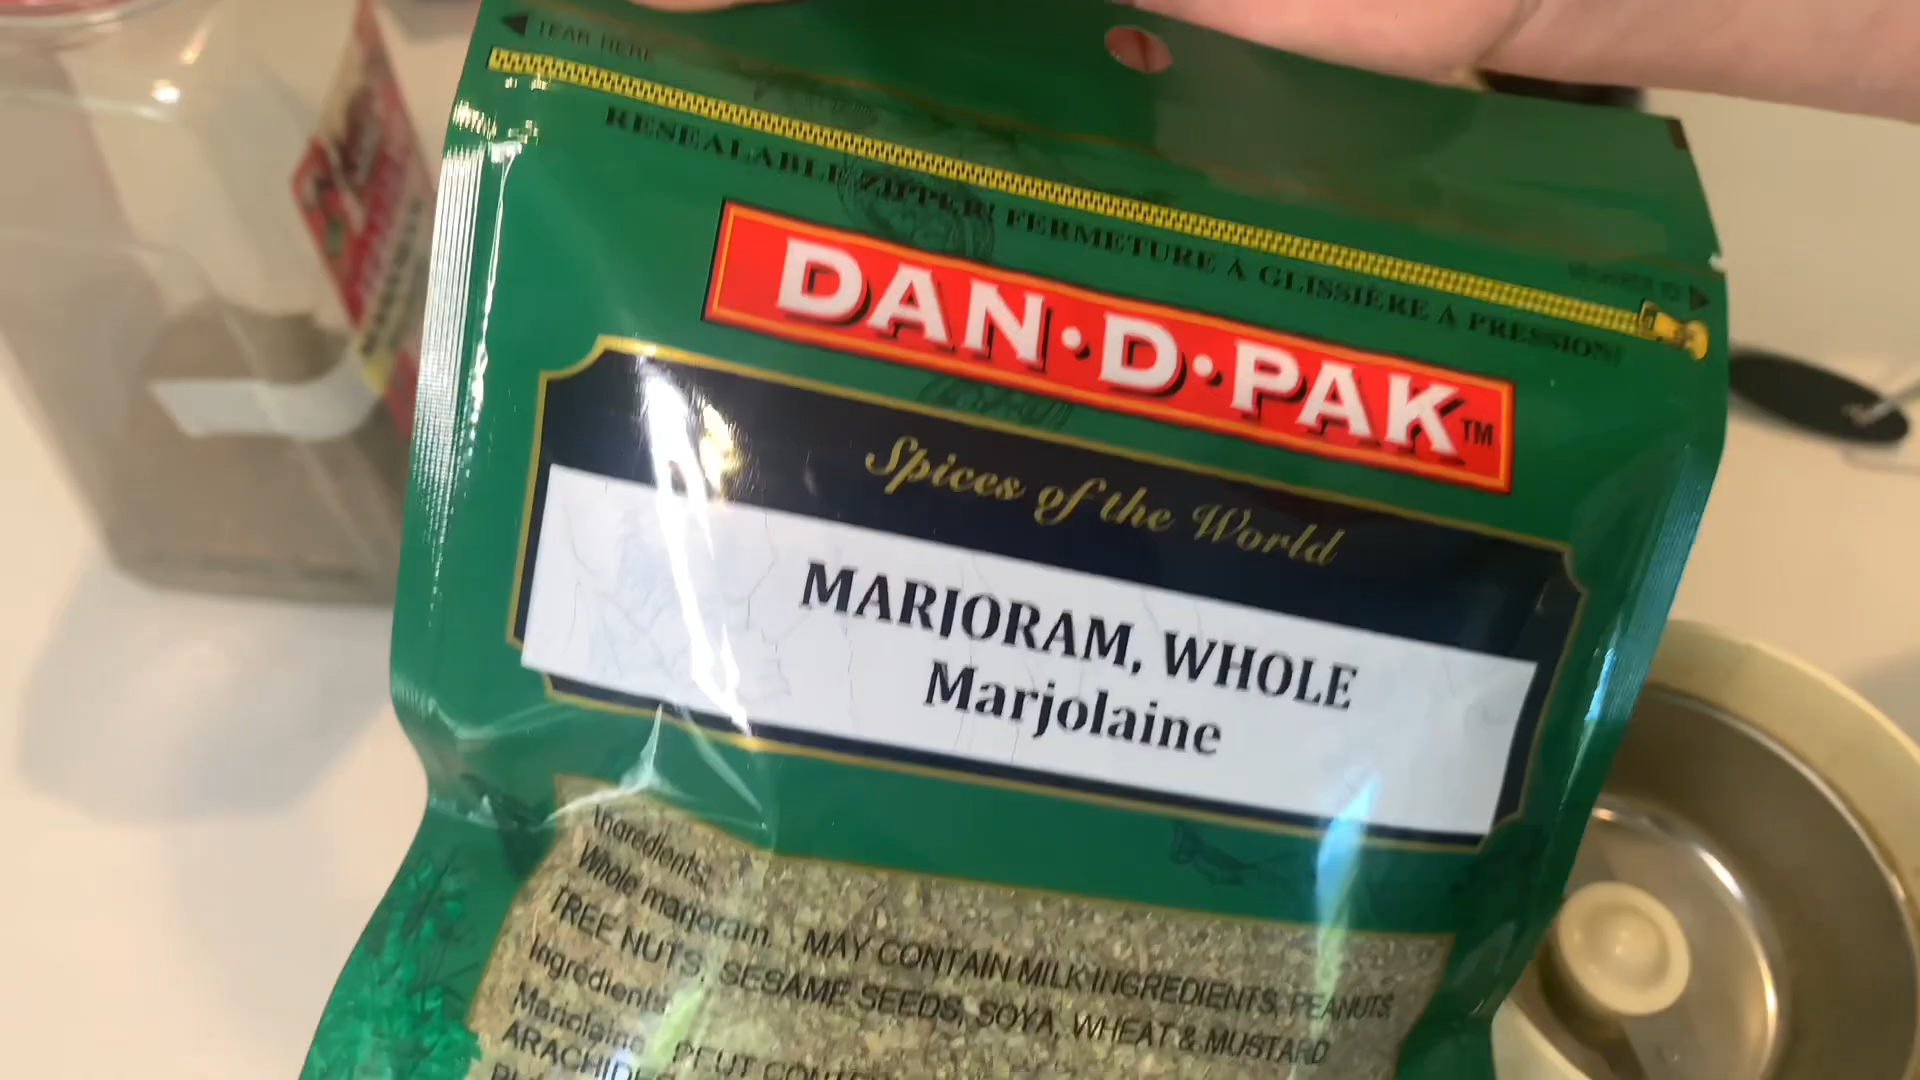 TEAR HERE
RESEALABLE ZIPPER! FERMETURE À GLISSIÈRE À PRESSION!
DAN·D·PAK™
Spices of the World
MARJORAM, WHOLE
Marjolaine
Ingredients:
Whole marjoram. MAY CONTAIN MILK INGREDIENTS, PEANUTS,
TREE NUTS, SESAME SEEDS, SOYA, WHEAT & MUSTARD
Ingrédients:
Marjolaine. PEUT